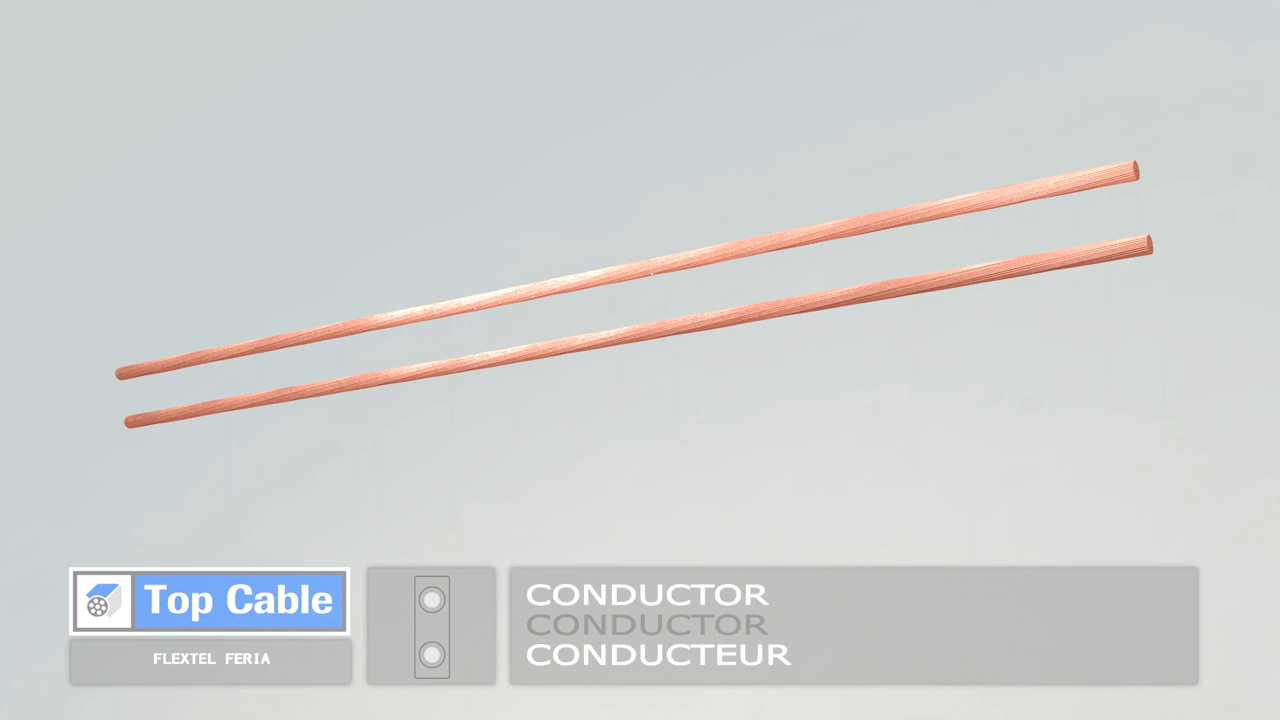 Top Cable
FLEXTEL FERIA
CONDUCTOR
CONDUCTOR
CONDUCTEUR